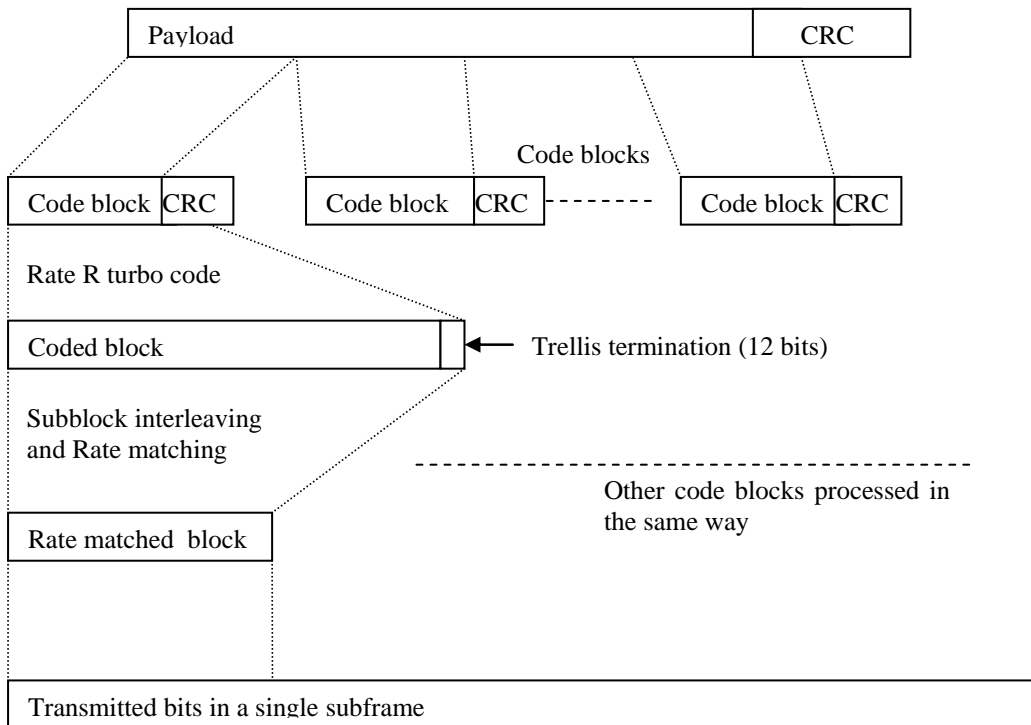 Payload
CRC
Code blocks
Code block
CRC
Code block
CRC
Code block
CRC
Rate R turbo code
Coded block
Trellis termination (12 bits)
Subblock interleaving
and Rate matching
Other code blocks processed in
the same way
Rate matched block
Transmitted bits in a single subframe